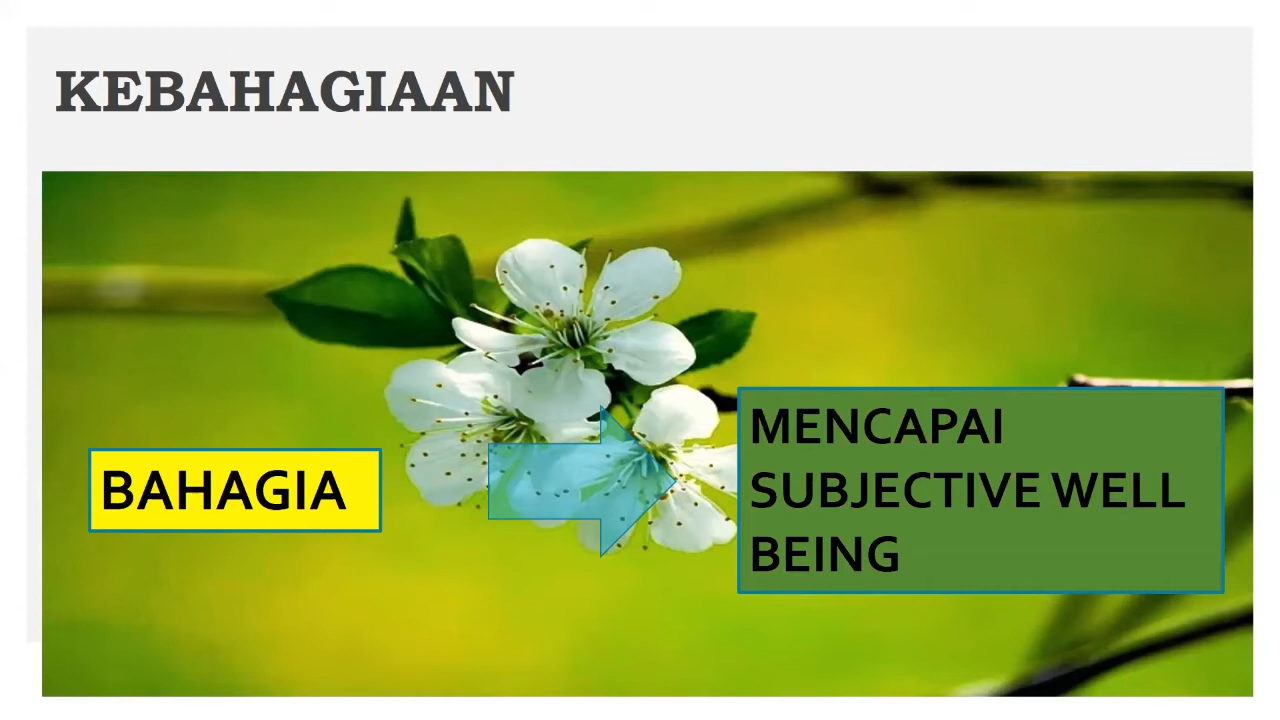 KEBAHAGIAAN
BAHAGIA
MENCAPAI
SUBJECTIVE WELL
BEING